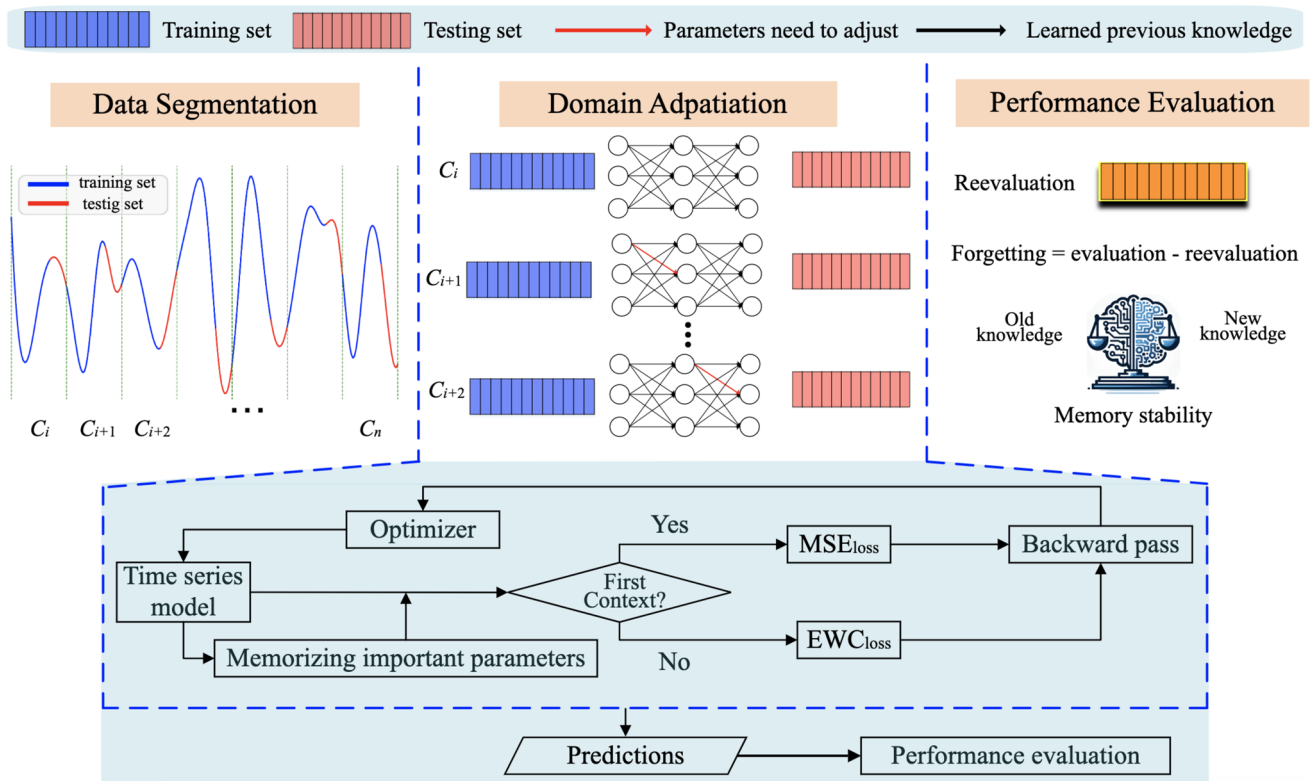 Training set
Testing set
Parameters need to adjust
Learned previous knowledge
Data Segmentation
training set
testig set
Cᵢ
Cᵢ₊₁
Cᵢ₊₂
...
Cₙ
Domain Adpatiation
Cᵢ
Cᵢ₊₁
Cᵢ₊₂
Performance Evaluation
Reevaluation
Forgetting = evaluation - reevaluation
Old
knowledge
New
knowledge
Memory stability
Optimizer
Time series
model
Memorizing important parameters
First
Context?
Yes
No
MSEloss
EWCloss
Backward pass
Predictions
Performance evaluation